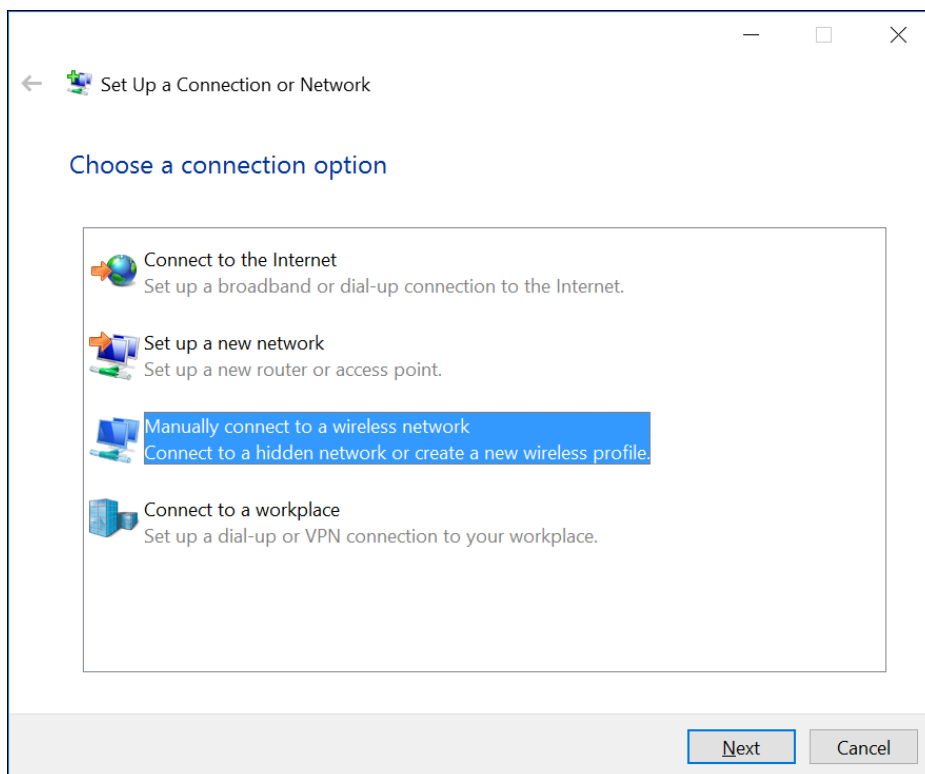 Set Up a Connection or Network
Choose a connection option
Connect to the Internet
Set up a broadband or dial-up connection to the Internet.
Set up a new network
Set up a new router or access point.
Manually connect to a wireless network
Connect to a hidden network or create a new wireless profile.
Connect to a workplace
Set up a dial-up or VPN connection to your workplace.
Next Cancel